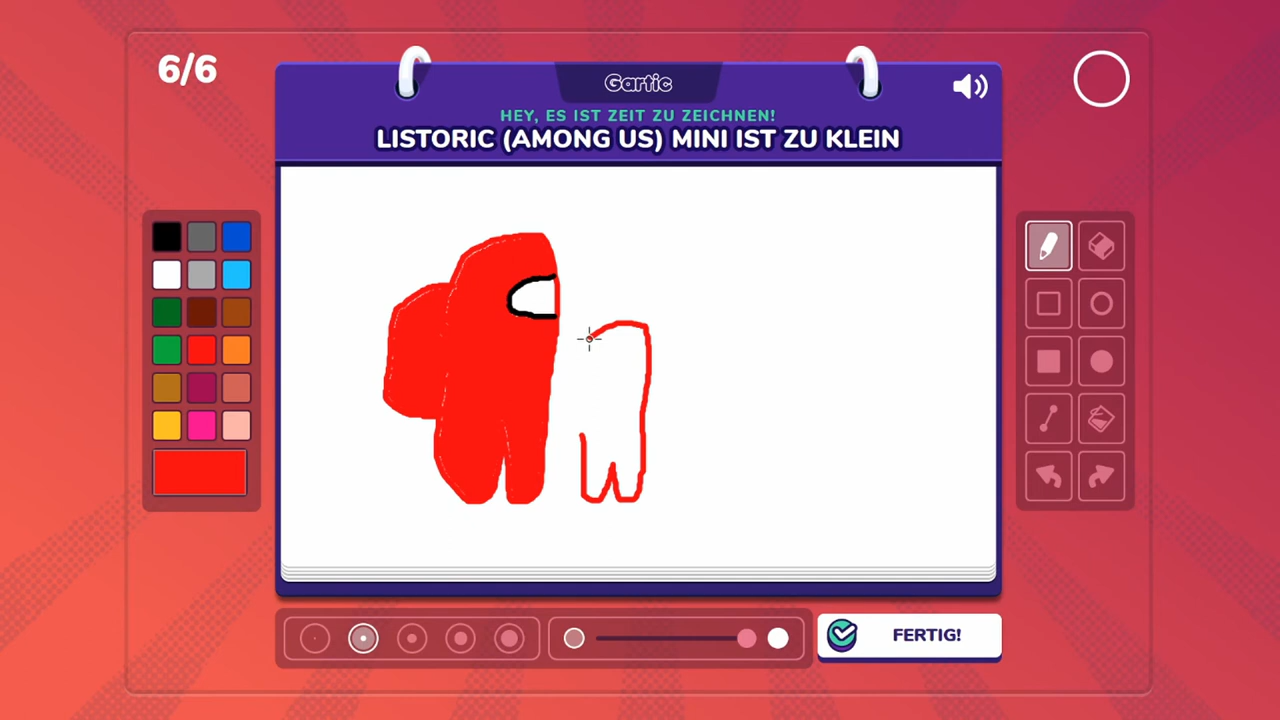 6/6
Gartic
HEY, ES IST ZEIT ZU ZEICHNEN!
LISTORIC (AMONG US) MINI IST ZU KLEIN
FERTIG!